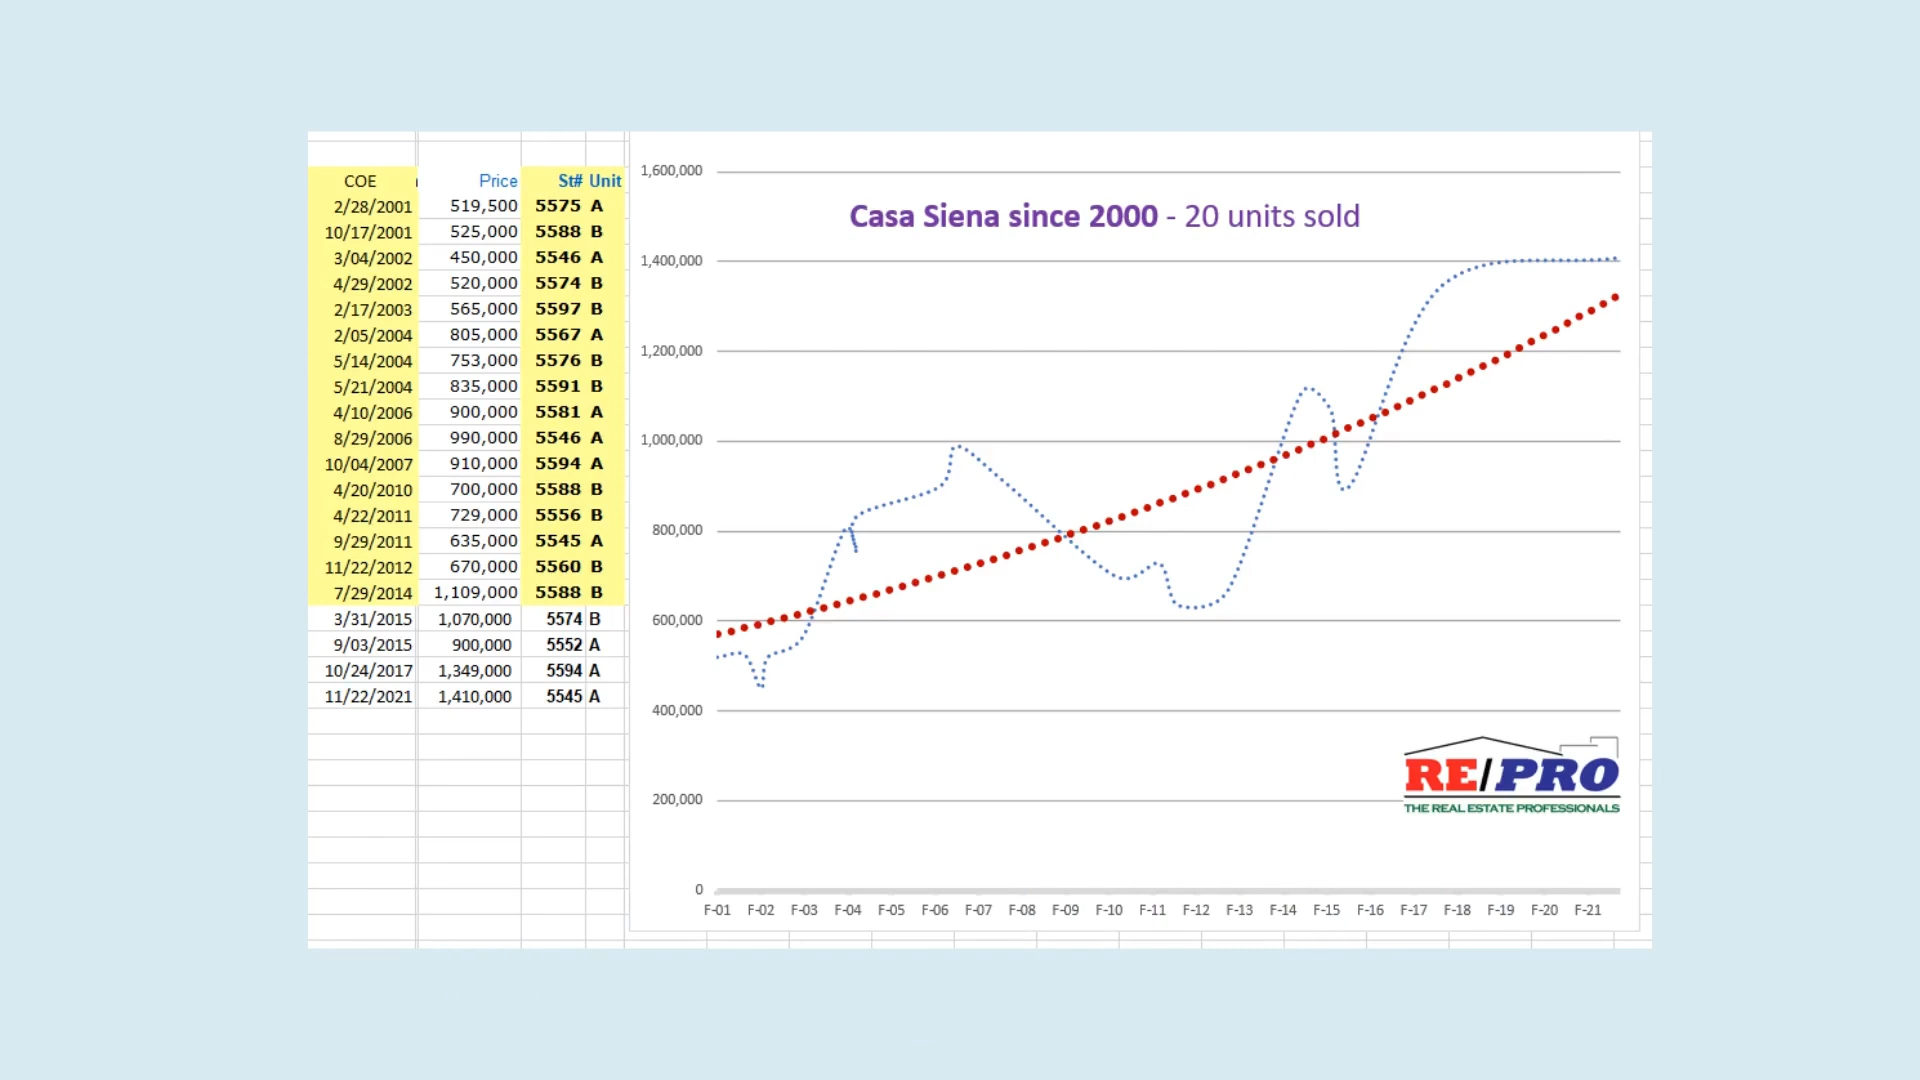 COE Price St# Unit
2/28/2001 519,500 5575 A
10/17/2001 525,000 5588 B
3/04/2002 450,000 5546 A
4/29/2002 520,000 5574 B
2/17/2003 565,000 5597 B
2/05/2004 805,000 5567 A
5/14/2004 753,000 5576 B
5/21/2004 835,000 5591 B
4/10/2006 900,000 5581 A
8/29/2006 990,000 5546 A
10/04/2007 910,000 5594 A
4/20/2010 700,000 5588 B
4/22/2011 729,000 5556 B
9/29/2011 635,000 5545 A
11/22/2012 670,000 5560 B
7/29/2014 1,109,000 5588 B
3/31/2015 1,070,000 5574 B
9/03/2015 900,000 5552 A
10/24/2017 1,349,000 5594 A
11/22/2021 1,410,000 5545 A
Casa Siena since 2000 - 20 units sold
1,600,000
1,400,000
1,200,000
1,000,000
800,000
600,000
400,000
200,000
0
F-01 F-02 F-03 F-04 F-05 F-06 F-07 F-08 F-09 F-10 F-11 F-12 F-13 F-14 F-15 F-16 F-17 F-18 F-19 F-20 F-21
RE/PRO
THE REAL ESTATE PROFESSIONALS